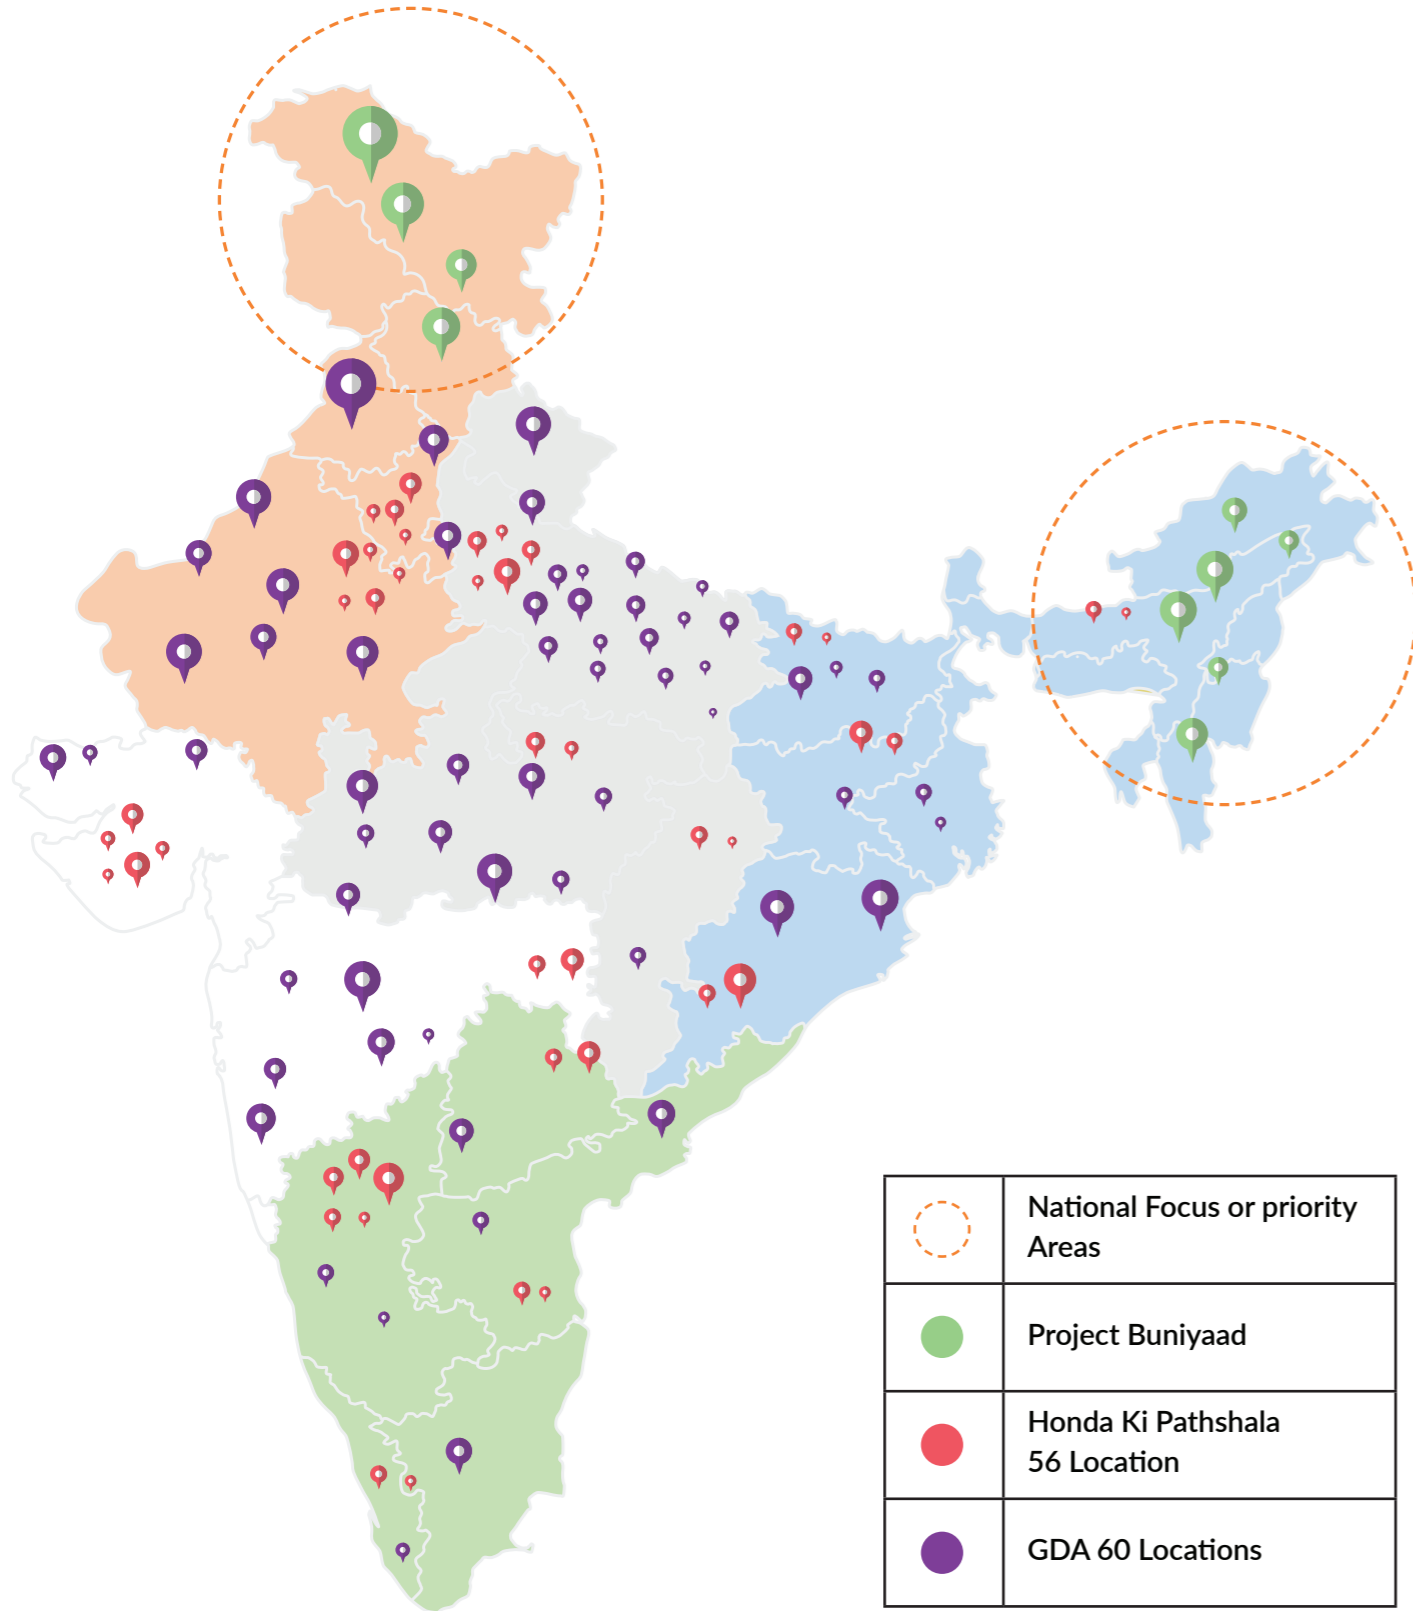 National Focus or priority
Areas
Project Buniyaad
Honda Ki Pathshala
56 Location
GDA 60 Locations